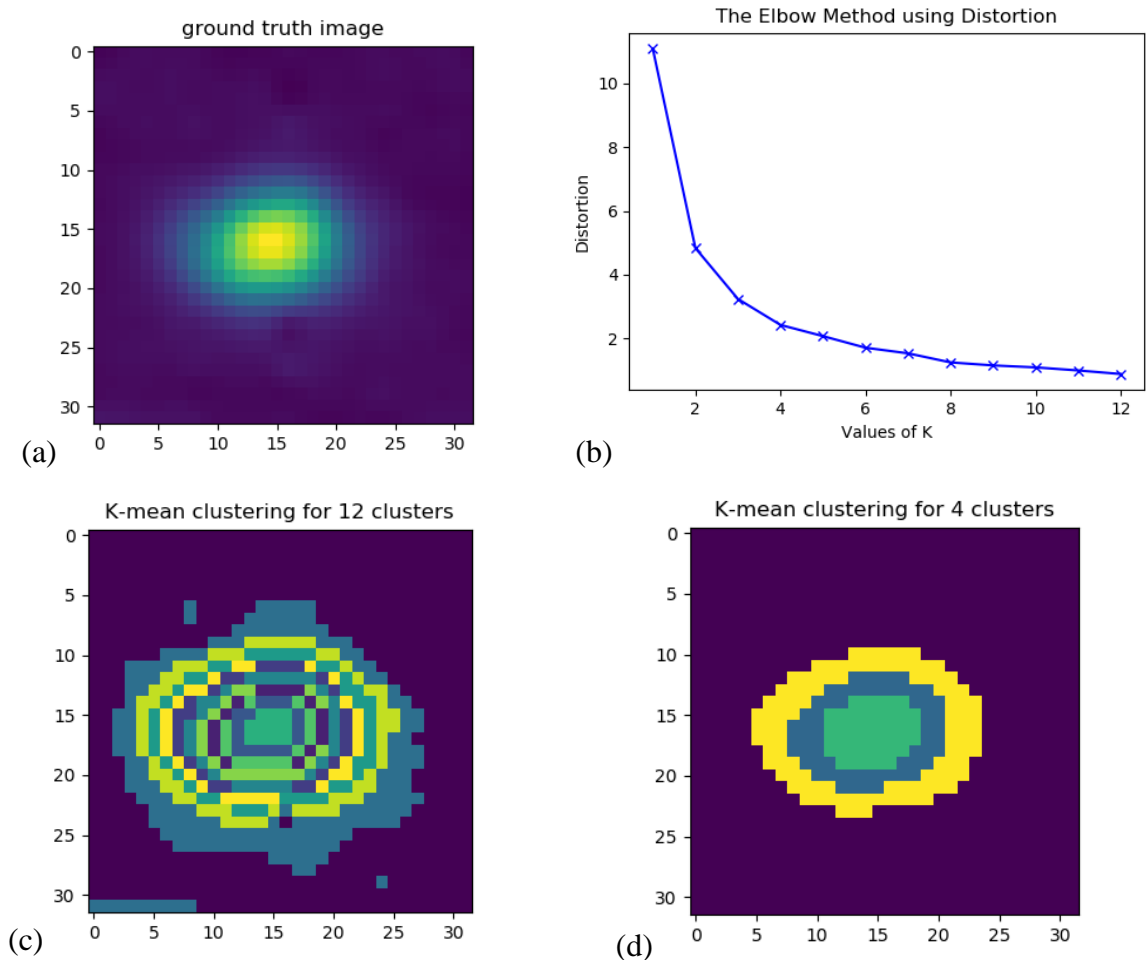 ground truth image
0
5
10
15
20
25
30
0 5 10 15 20 25 30
(a)
The Elbow Method using Distortion
10
8
6
4
2
Distortion
2 4 6 8 10 12
Values of K
(b)
K-mean clustering for 12 clusters
0
5
10
15
20
25
30
0 5 10 15 20 25 30
(c)
K-mean clustering for 4 clusters
0
5
10
15
20
25
30
0 5 10 15 20 25 30
(d)